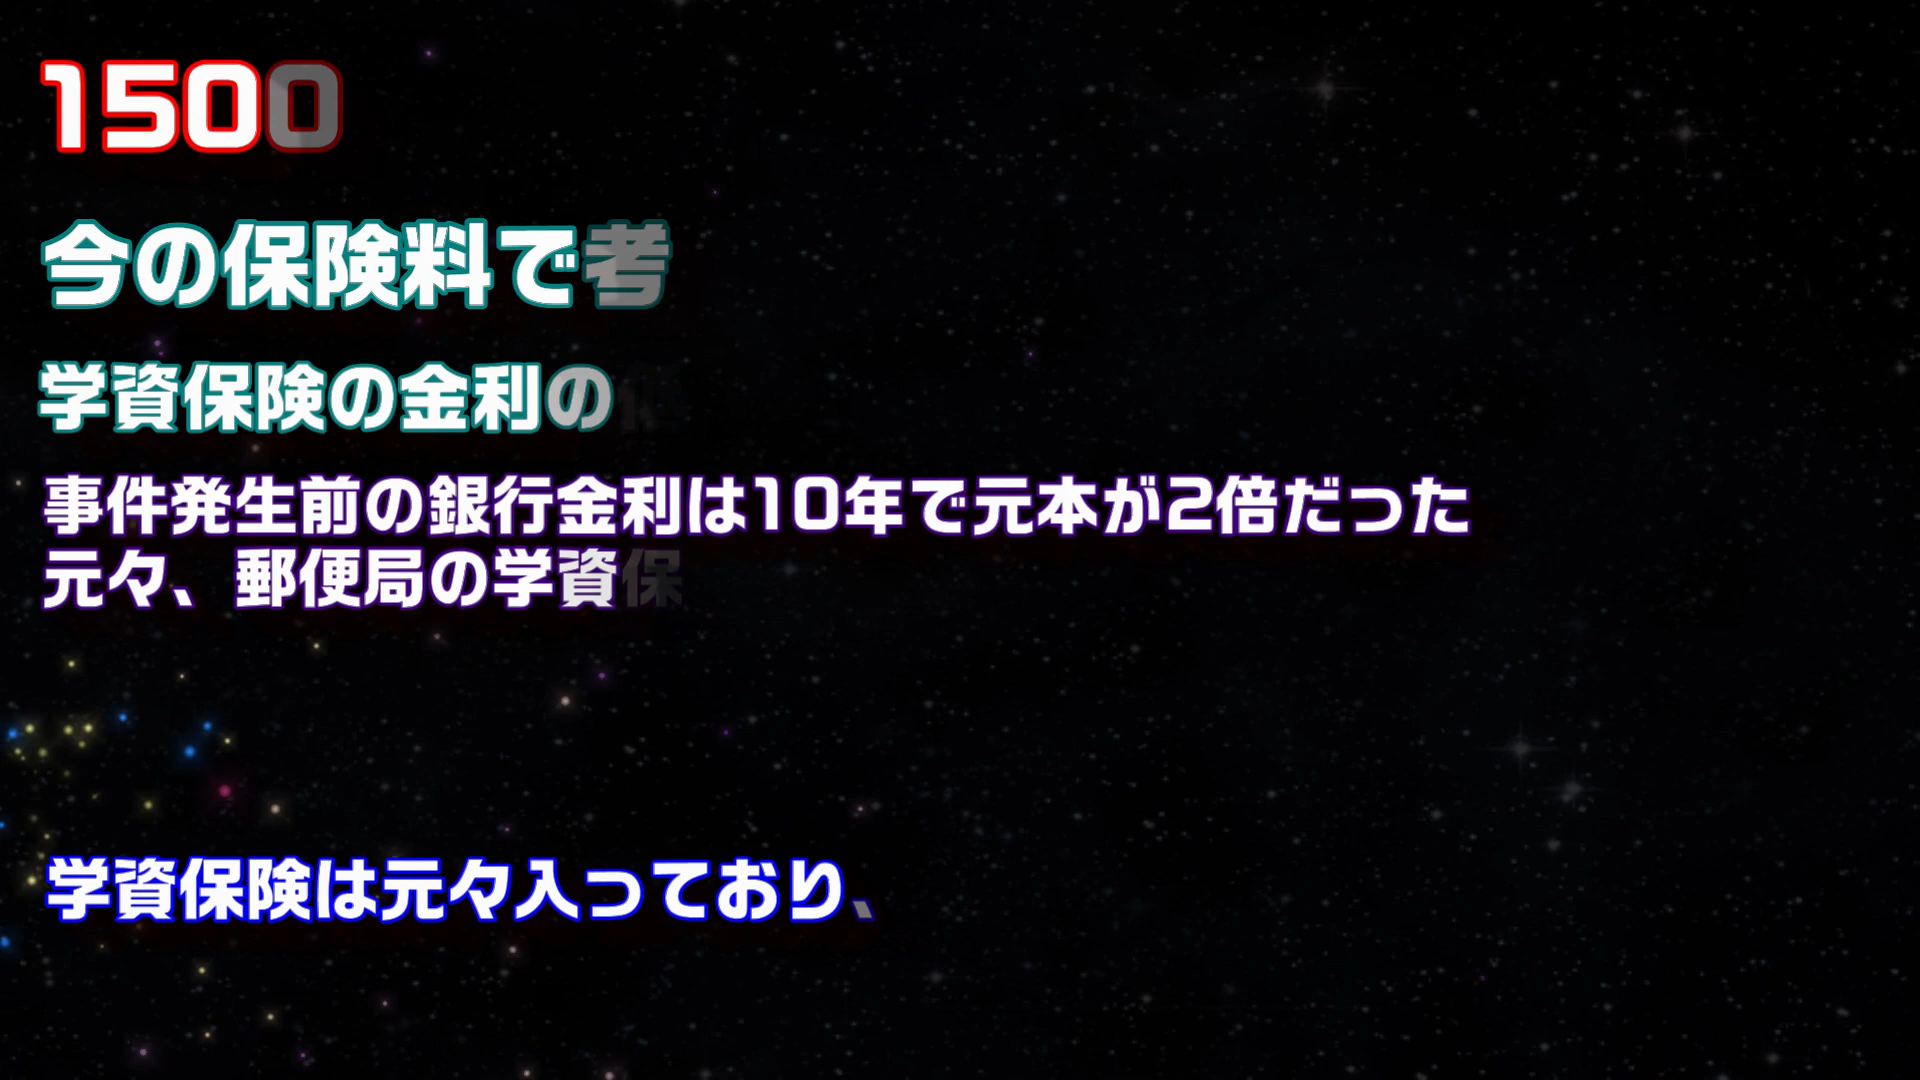 1500
今の保険料で考
学資保険の金利の
事件発生前の銀行金利は10年で元本が2倍だった
元々、郵便局の学資保
学資保険は元々入っており、